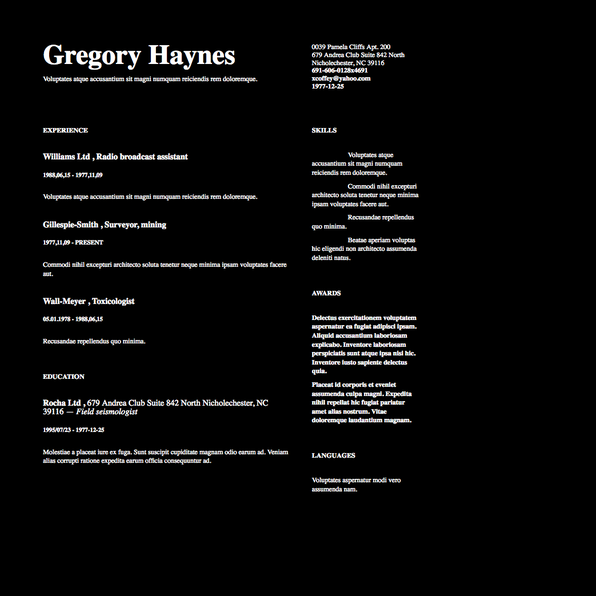 Gregory Haynes
Voluptates atque accusantium sit magni numquam reiciendis rem doloremque.
0039 Pamela Cliffs Apt. 200
679 Andrea Club Suite 842 North
Nicholechester, NC 39116
691-606-0128x4691
xcoffey@yahoo.com
1977-12-25
EXPERIENCE
Williams Ltd , Radio broadcast assistant
1988,06,15 - 1977,11,09
Voluptates atque accusantium sit magni numquam reiciendis rem doloremque.
Gillespie-Smith , Surveyor, mining
1977,11,09 - PRESENT
Commodi nihil excepturi architecto soluta tenetur neque minima ipsam voluptates facere
aut.
Wall-Meyer , Toxicologist
05.01.1978 - 1988,06,15
Recusandae repellendus quo minima.
EDUCATION
Rocha Ltd , 679 Andrea Club Suite 842 North Nicholechester, NC
39116 — Field seismologist
1995/07/23 - 1977-12-25
Molestiae a placeat iure ex fuga. Sunt suscipit cupiditate magnam odio earum ad. Veniam
alias corrupti ratione expedita earum officia consequuntur ad.
SKILLS
Voluptates atque
accusantium sit magni numquam
reiciendis rem doloremque.
Commodi nihil excepturi
architecto soluta tenetur neque minima
ipsam voluptates facere aut.
Recusandae repellendus
quo minima.
Beatae aperiam voluptas
hic eligendi non architecto assumenda
deleniti natus.
AWARDS
Delectus exercitationem voluptatem
aspernatur ea fugiat adipisci ipsam.
Aliquid accusantium laboriosam
explicabo. Inventore laboriosam
perspiciatis sunt atque ipsa nisi hic.
Inventore iusto sapiente delectus
quia.
Placeat id corporis et eveniet
assumenda culpa magni. Expedita
nihil repellat hic fugiat pariatur
amet alias nostrum. Vitae
doloremque laudantium magnam.
LANGUAGES
Voluptates aspernatur modi vero
assumenda nam.